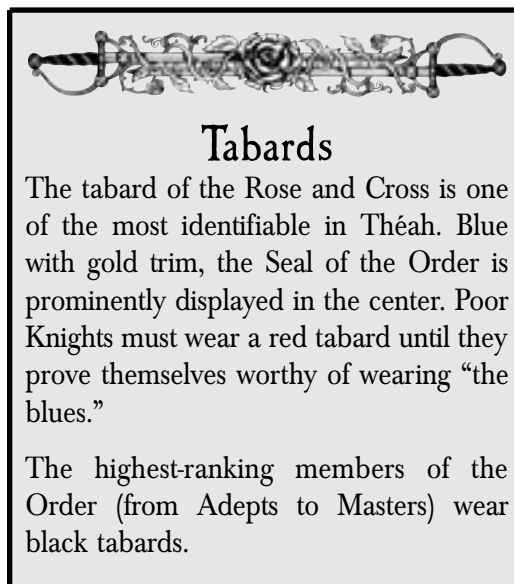 Tabards
The tabard of the Rose and Cross is one
of the most identifiable in Théah. Blue
with gold trim, the Seal of the Order is
prominently displayed in the center. Poor
Knights must wear a red tabard until they
prove themselves worthy of wearing “the
blues.”
The highest-ranking members of the
Order (from Adepts to Masters) wear
black tabards.